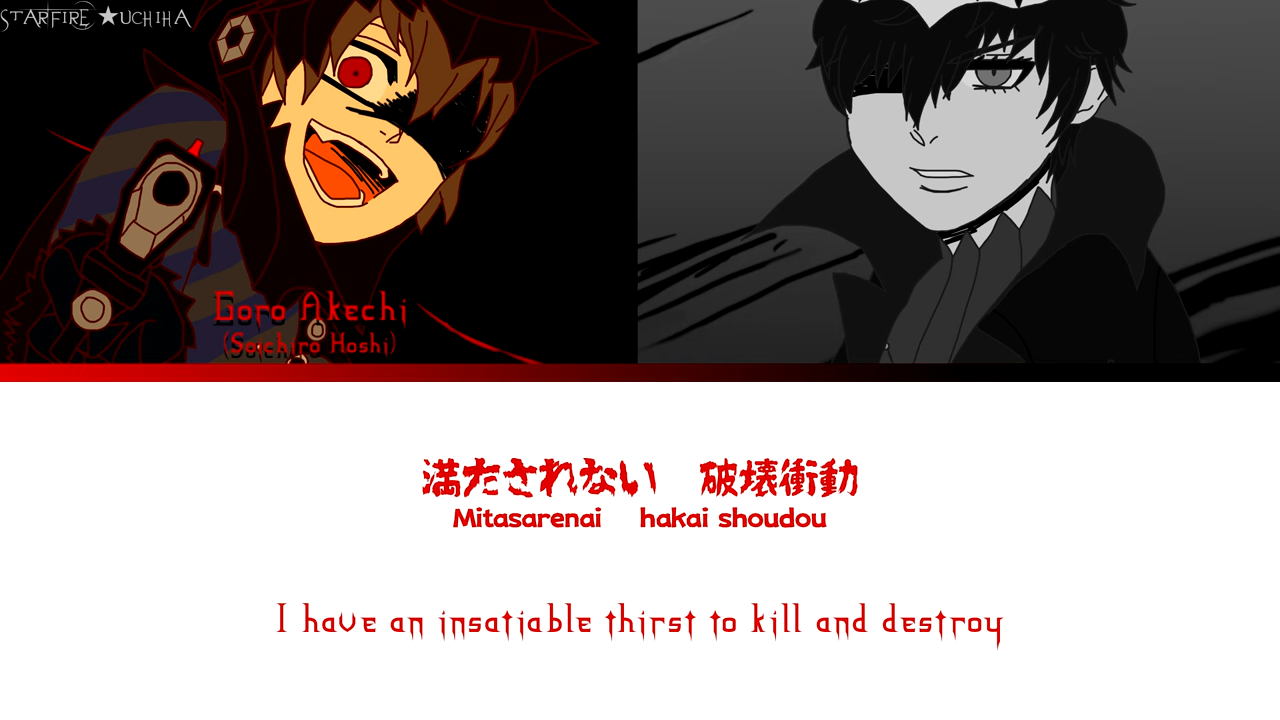 STARFIRE ★UCHIHA
Goro Akechi
(Soichiro Hoshi)
満たされない 破壊衝動
Mitasarenai hakai shoudou
I have an insatiable thirst to kill and destroy